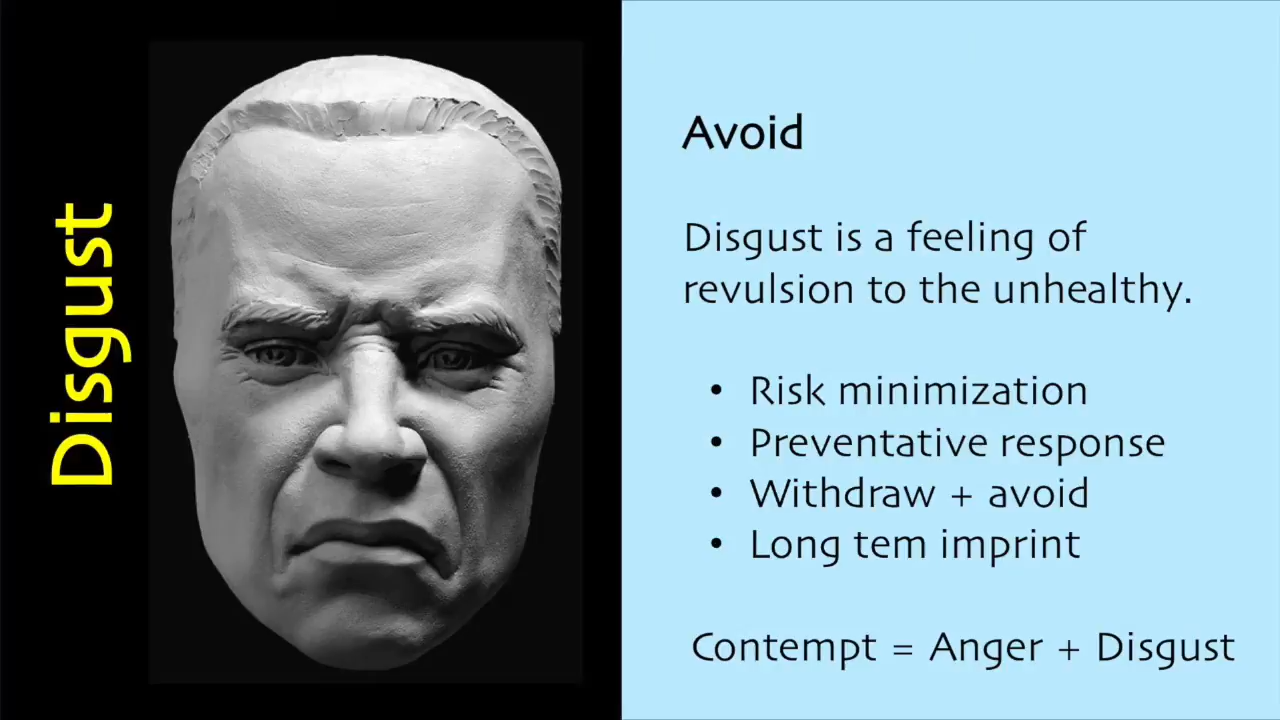 Disgust
Avoid
Disgust is a feeling of
revulsion to the unhealthy.
• Risk minimization
• Preventative response
• Withdraw + avoid
• Long tem imprint
Contempt = Anger + Disgust